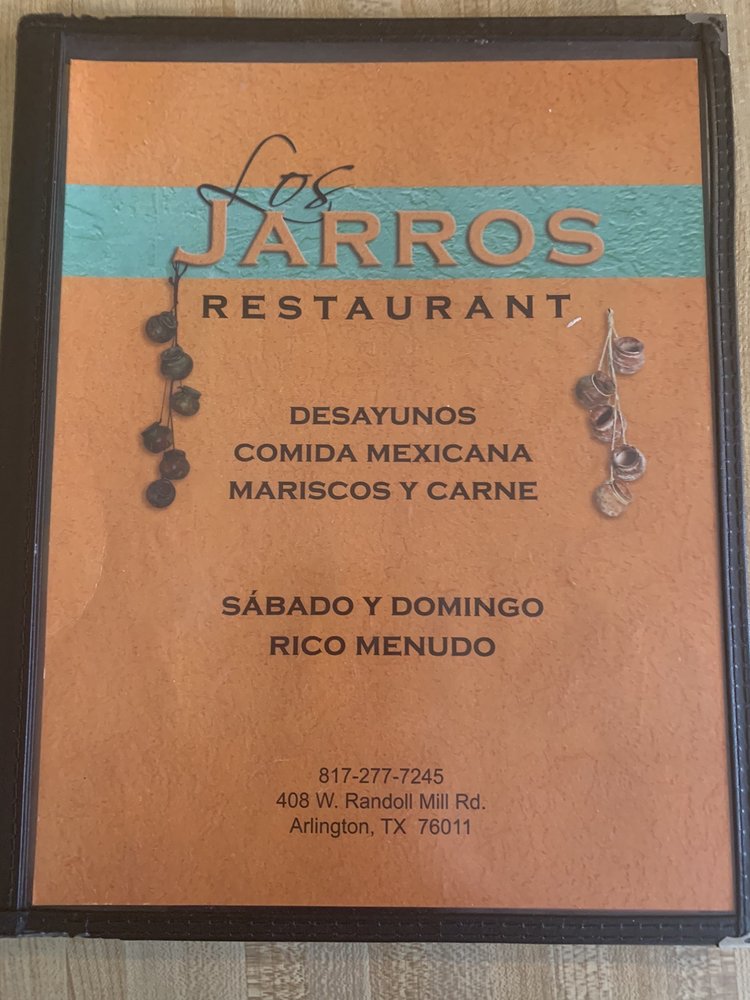 Los
JARROS
RESTAURANT
DESAYUNOS
COMIDA MEXICANA
MARISCOS Y CARNE
SÁBADO Y DOMINGO
RICO MENUDO
817-277-7245
408 W. Randoll Mill Rd.
Arlington, TX 76011